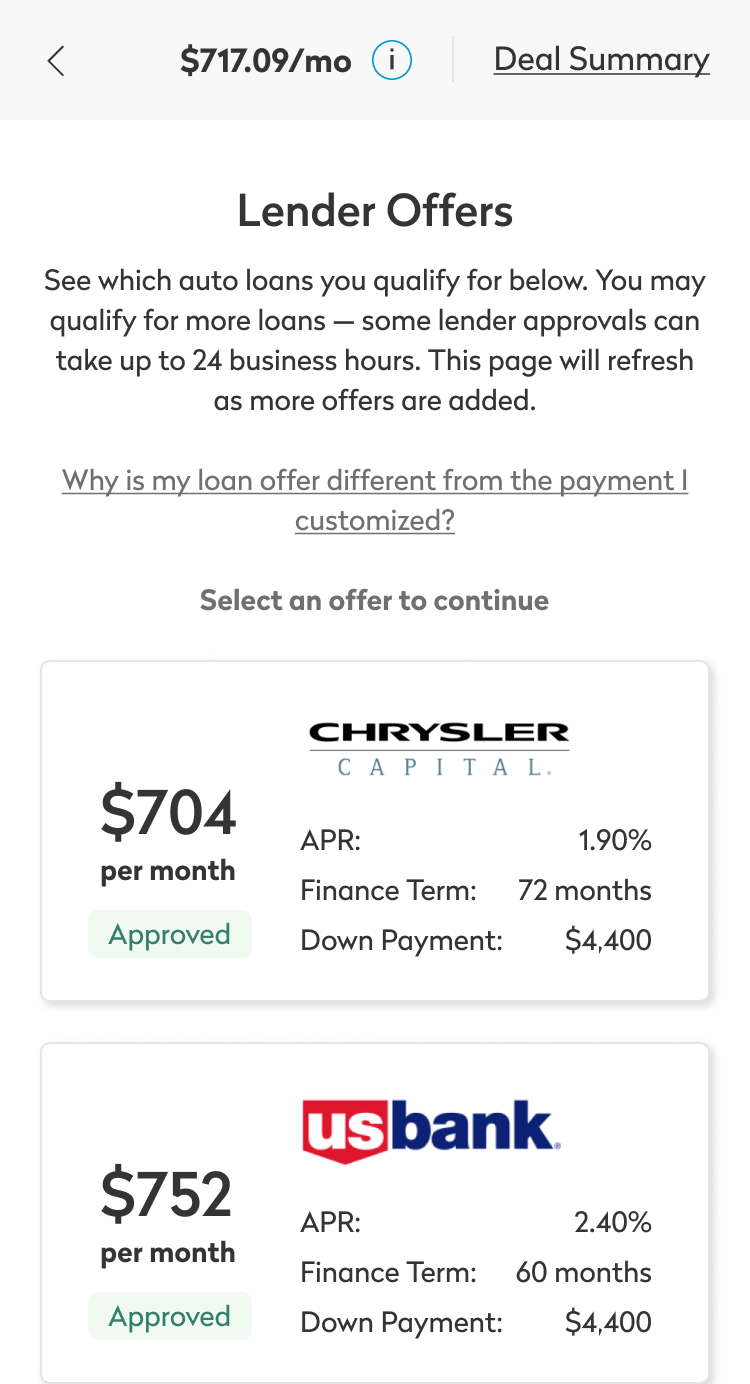 $717.09/mo i Deal Summary
Lender Offers
See which auto loans you qualify for below. You may
qualify for more loans — some lender approvals can
take up to 24 business hours. This page will refresh
as more offers are added.
Why is my loan offer different from the payment I
customized?
Select an offer to continue
CHRYSLER
CAPITAL.
$704
per month
Approved
APR: 1.90%
Finance Term: 72 months
Down Payment: $4,400
usbank
$752
per month
Approved
APR: 2.40%
Finance Term: 60 months
Down Payment: $4,400